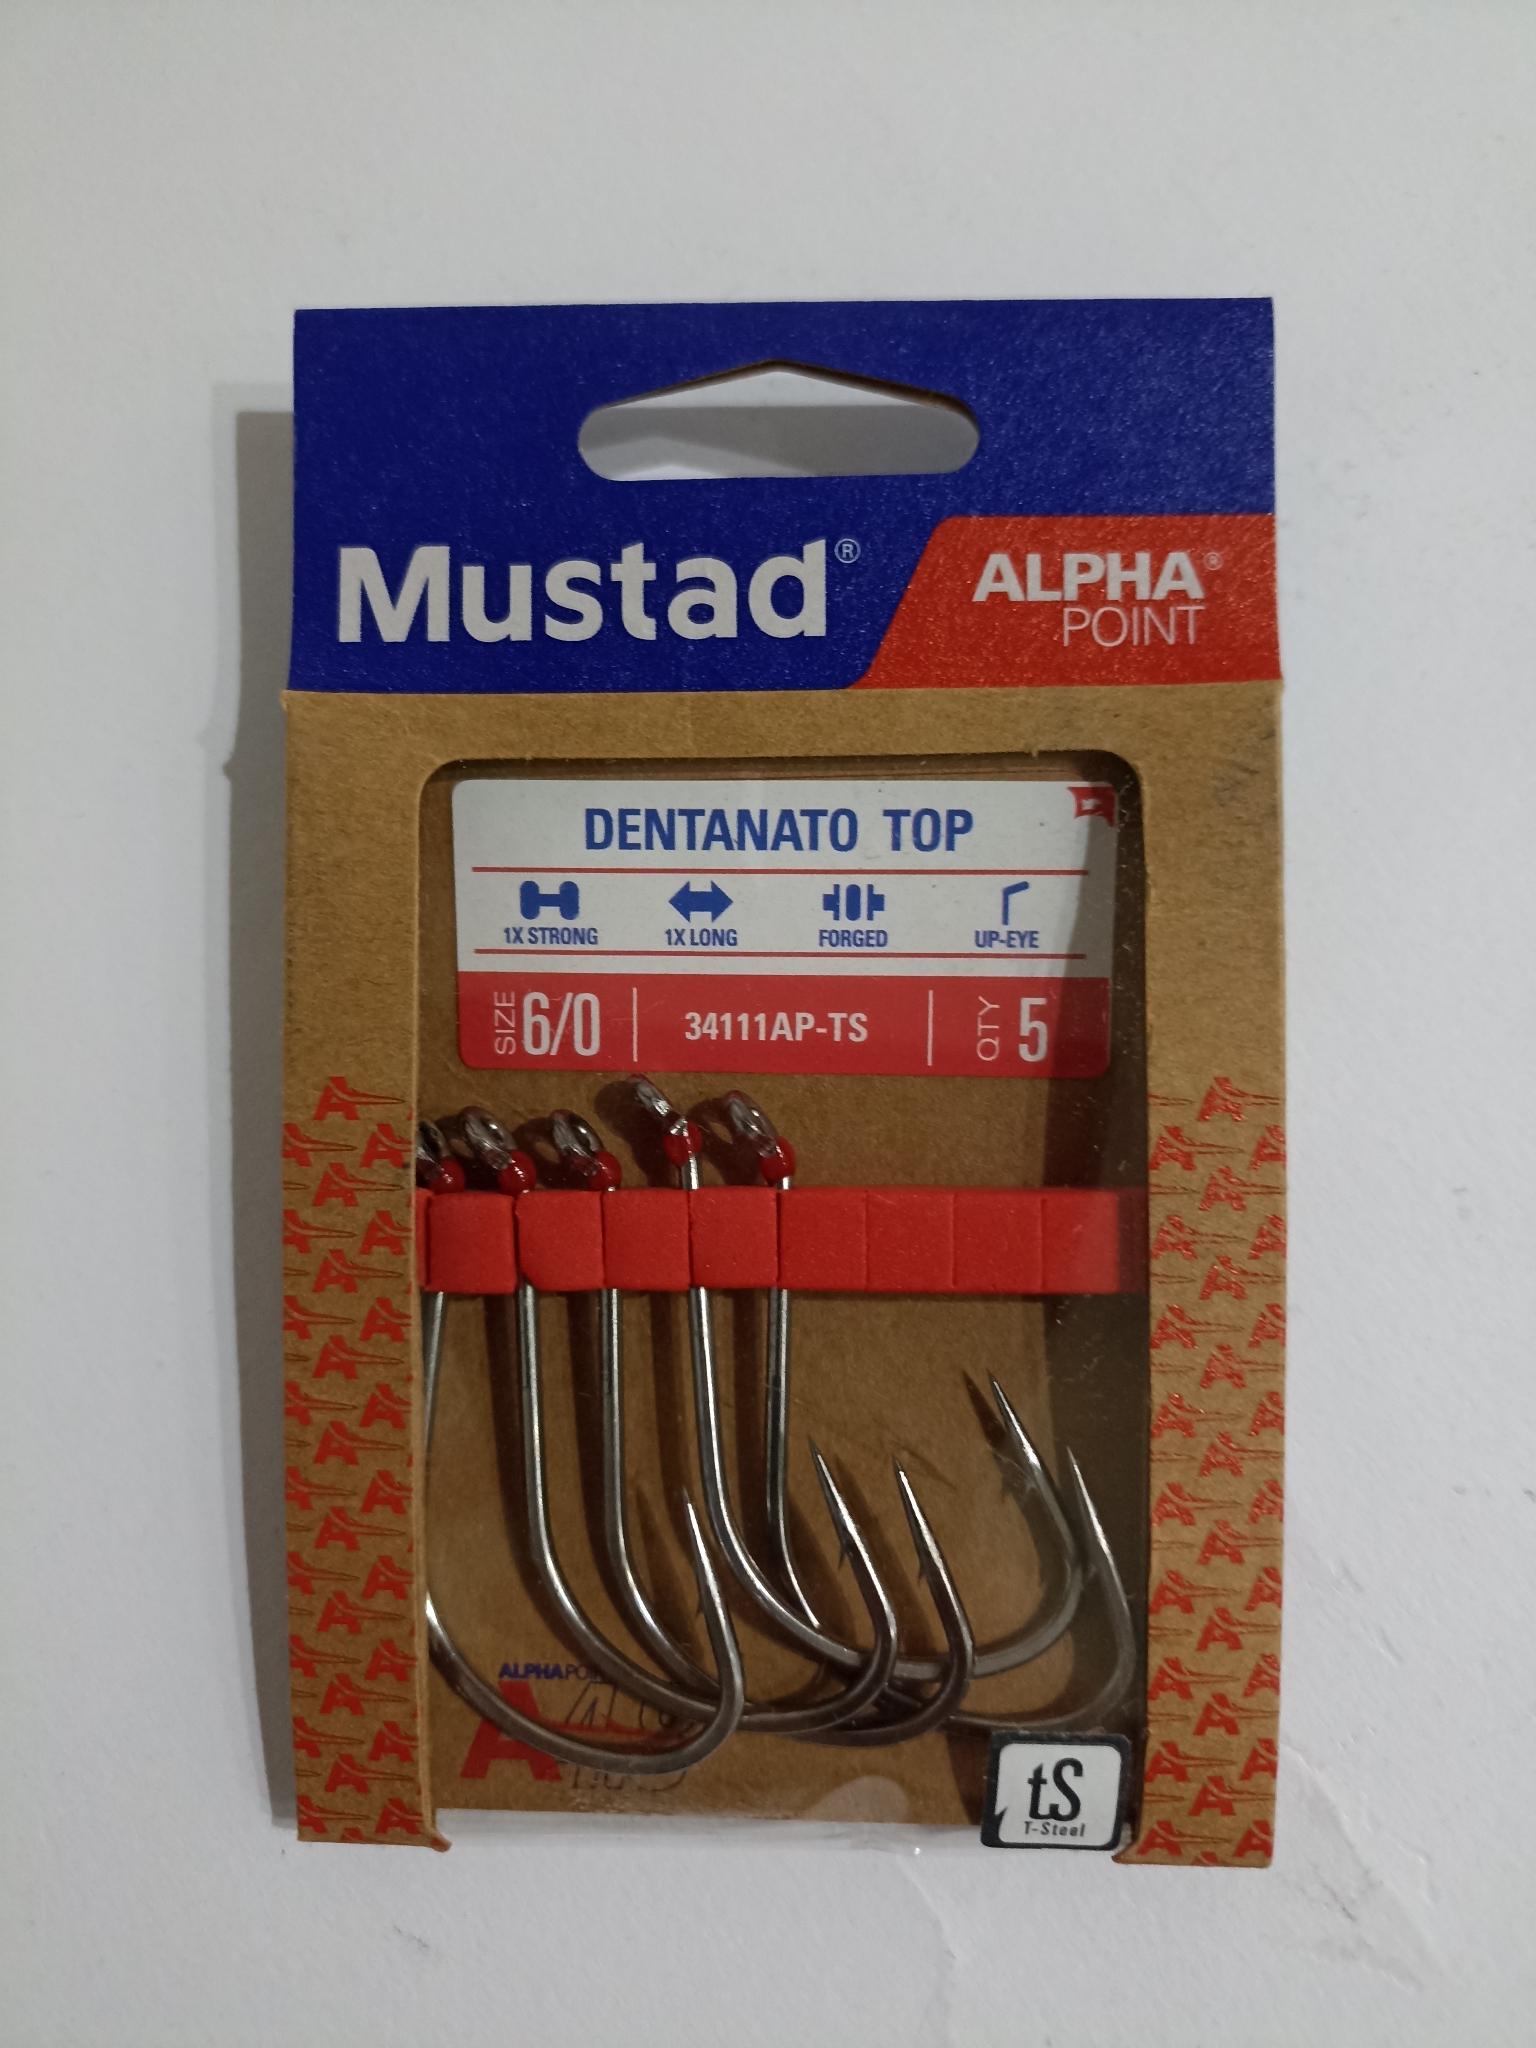 Mustad®
ALPHA®
POINT
DENTANATO TOP
1X STRONG 1X LONG FORGED UP-EYE
SIZE 6/0 34111AP-TS QTY 5
ALPHA
tS
T-Steel